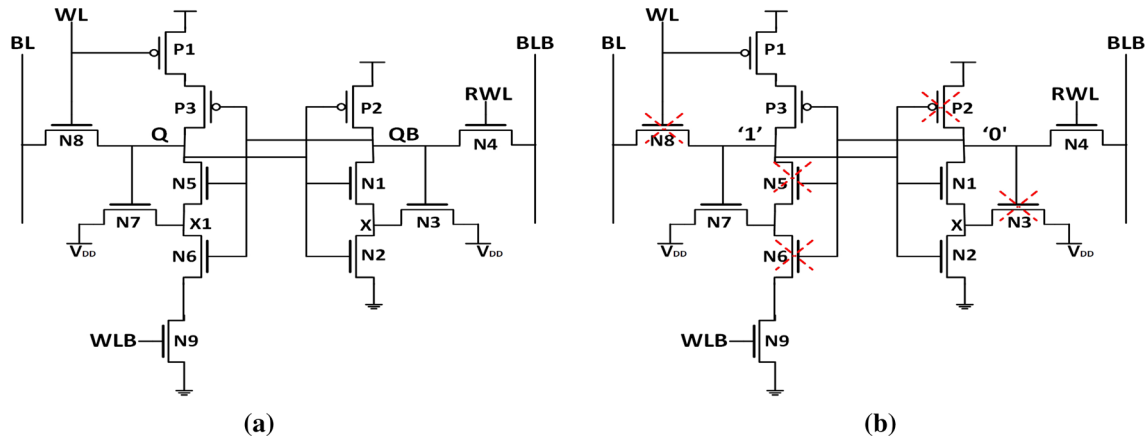 WL
BL
P1
BLB
P3
P2
RWL
N8
Q
QB
N4
N5
N1
N7
X1
X
N3
VDD
N6
N2
VDD
WLB
N9
(a)
WL
BL
P1
BLB
P3
P2
RWL
N8
‘1’
‘0'
N4
N5
N1
N7
X
N3
VDD
N6
N2
VDD
WLB
N9
(b)